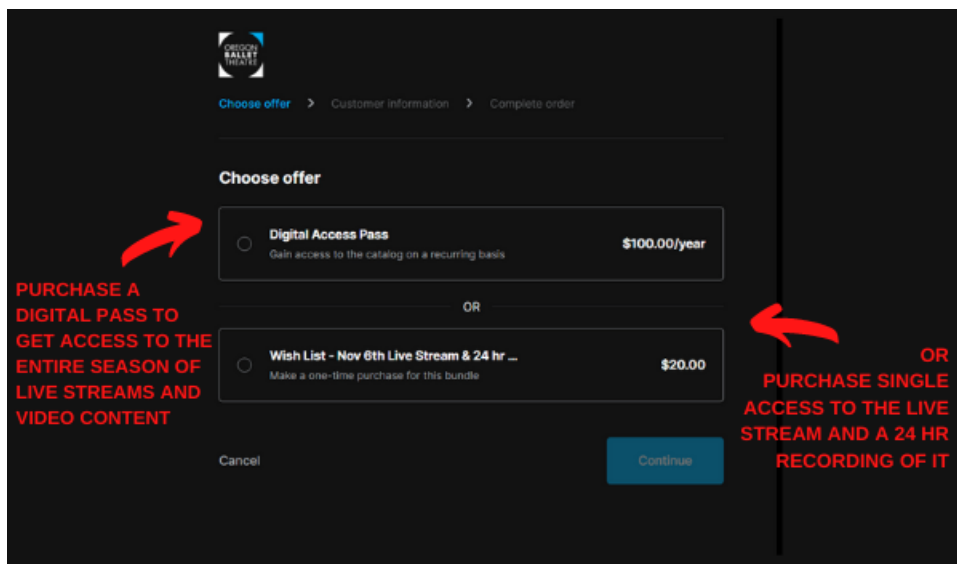 OREGON
BALLET
THEATRE
Choose offer > Customer information > Complete order
Choose offer
Digital Access Pass
Gain access to the catalog on a recurring basis
$100.00/year
PURCHASE A
DIGITAL PASS TO
GET ACCESS TO THE
ENTIRE SEASON OF
LIVE STREAMS AND
VIDEO CONTENT
OR
Wish List - Nov 6th Live Stream & 24 hr ...
Make a one-time purchase for this bundle
$20.00
OR
PURCHASE SINGLE
ACCESS TO THE LIVE
STREAM AND A 24 HR
RECORDING OF IT
Cancel
Continue